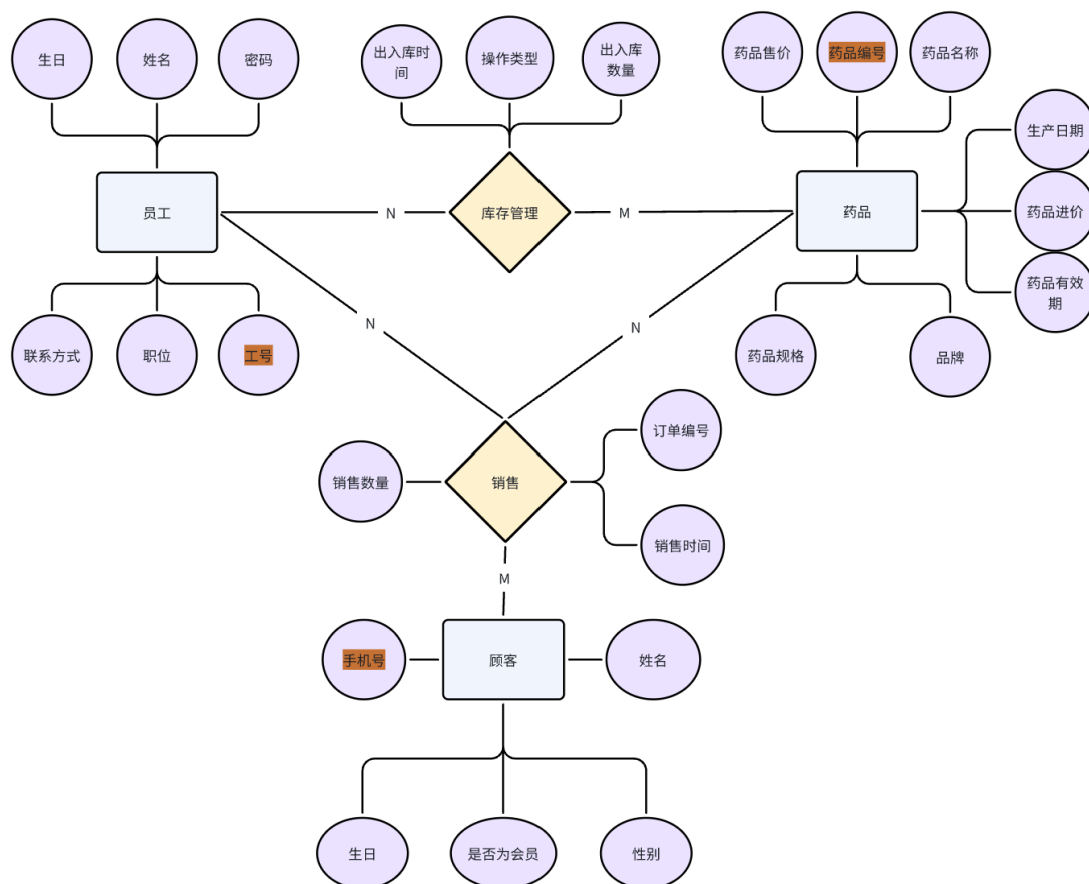 生日
姓名
密码
出入库时
间
操作类型
出入库
数量
药品售价
药品编号
药品名称
生产日期
员工
N
库存管理
M
药品
药品进价
药品有效
期
联系方式
职位
工号
N
N
药品规格
品牌
订单编号
销售数量
销售
销售时间
M
手机号
顾客
姓名
生日
是否为会员
性别